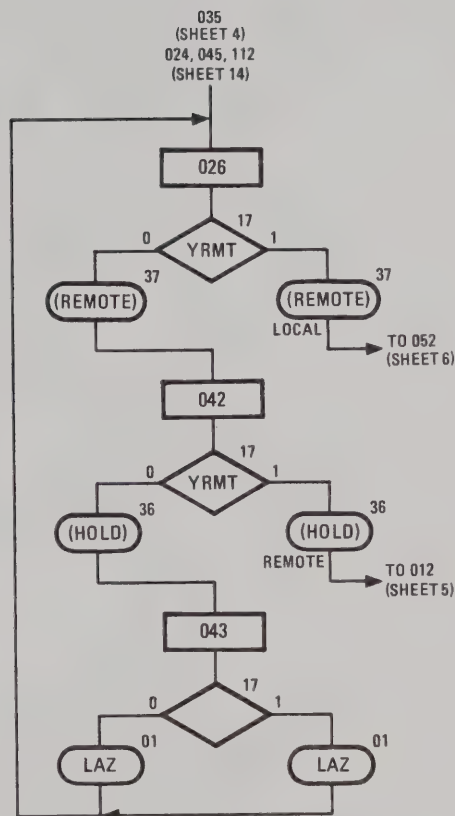 035
(SHEET 4)
024, 045, 112
(SHEET 14)
026
17
0 YRMT 1
37
(REMOTE)
37
(REMOTE)
LOCAL
TO 052
(SHEET 6)
042
17
0 YRMT 1
36
(HOLD)
36
(HOLD)
REMOTE
TO 012
(SHEET 5)
043
17
0 1
01
LAZ
01
LAZ